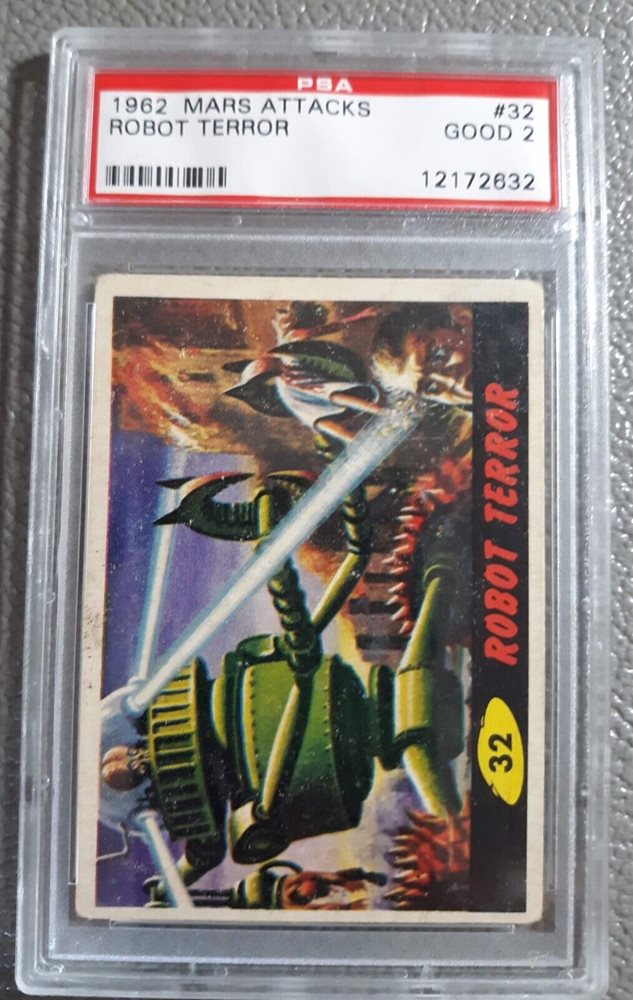 PSA
1962 MARS ATTACKS #32
ROBOT TERROR GOOD 2
12172632
ROBOT TERROR
32